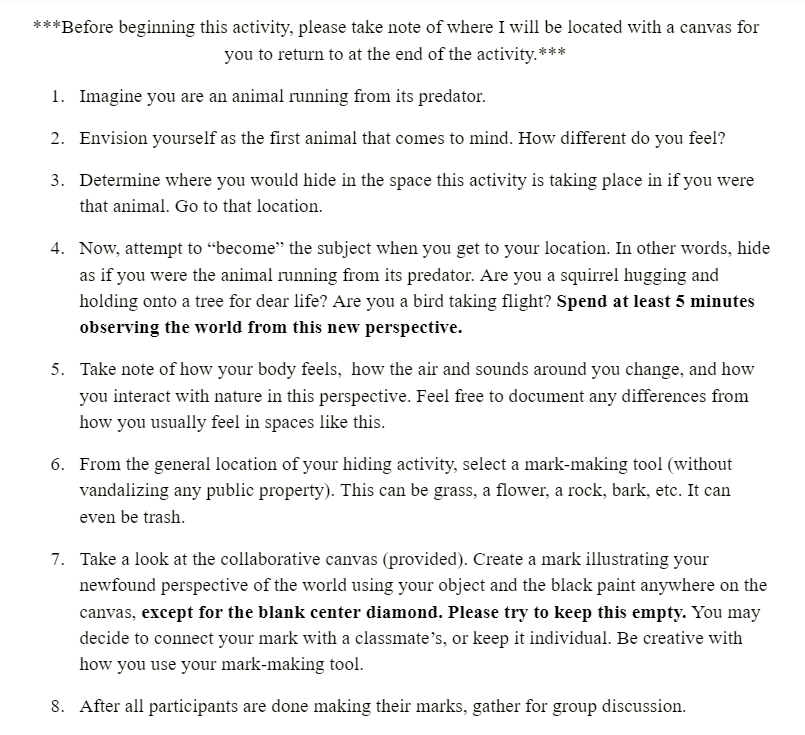 ***Before beginning this activity, please take note of where I will be located with a canvas for
you to return to at the end of the activity.***
1. Imagine you are an animal running from its predator.
2. Envision yourself as the first animal that comes to mind. How different do you feel?
3. Determine where you would hide in the space this activity is taking place in if you were
that animal. Go to that location.
4. Now, attempt to “become” the subject when you get to your location. In other words, hide
as if you were the animal running from its predator. Are you a squirrel hugging and
holding onto a tree for dear life? Are you a bird taking flight? Spend at least 5 minutes
observing the world from this new perspective.
5. Take note of how your body feels,  how the air and sounds around you change, and how
you interact with nature in this perspective. Feel free to document any differences from
how you usually feel in spaces like this.
6. From the general location of your hiding activity, select a mark-making tool (without
vandalizing any public property). This can be grass, a flower, a rock, bark, etc. It can
even be trash.
7. Take a look at the collaborative canvas (provided). Create a mark illustrating your
newfound perspective of the world using your object and the black paint anywhere on the
canvas, except for the blank center diamond. Please try to keep this empty. You may
decide to connect your mark with a classmate’s, or keep it individual. Be creative with
how you use your mark-making tool.
8. After all participants are done making their marks, gather for group discussion.